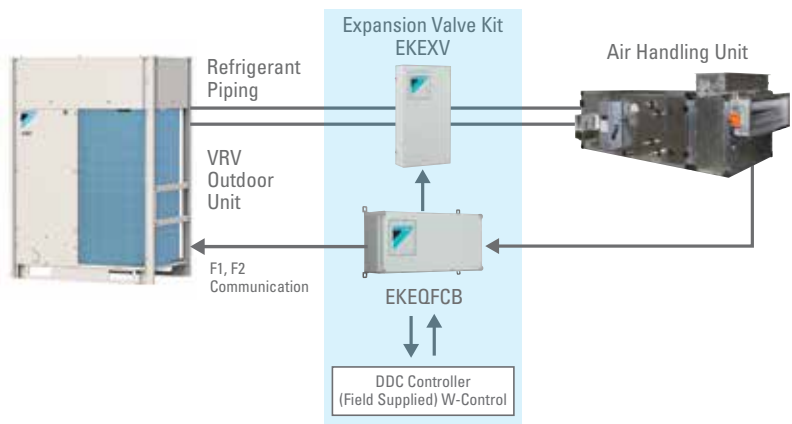 Expansion Valve Kit
EKEXV
Air Handling Unit
Refrigerant
Piping
VRV
Outdoor
Unit
F1, F2
Communication
EKEQFCB
DDC Controller
(Field Supplied) W-Control